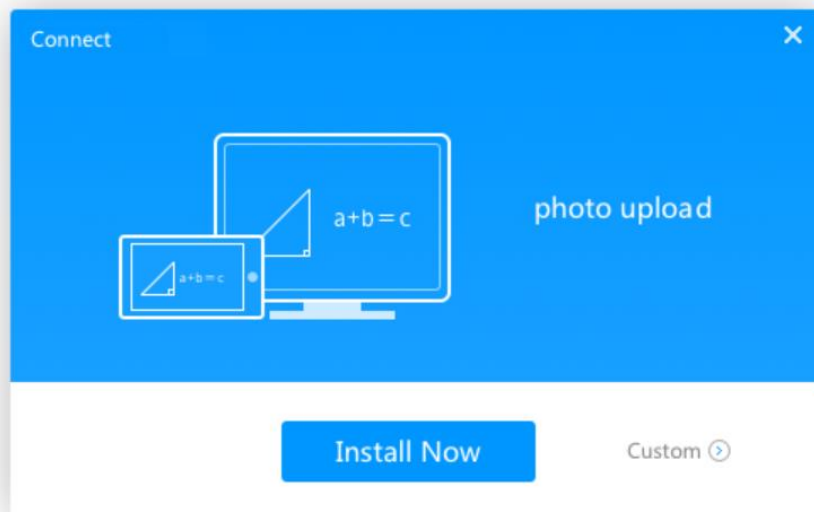 Connect
a+b=c
photo upload
a+b=c
Install Now
Custom